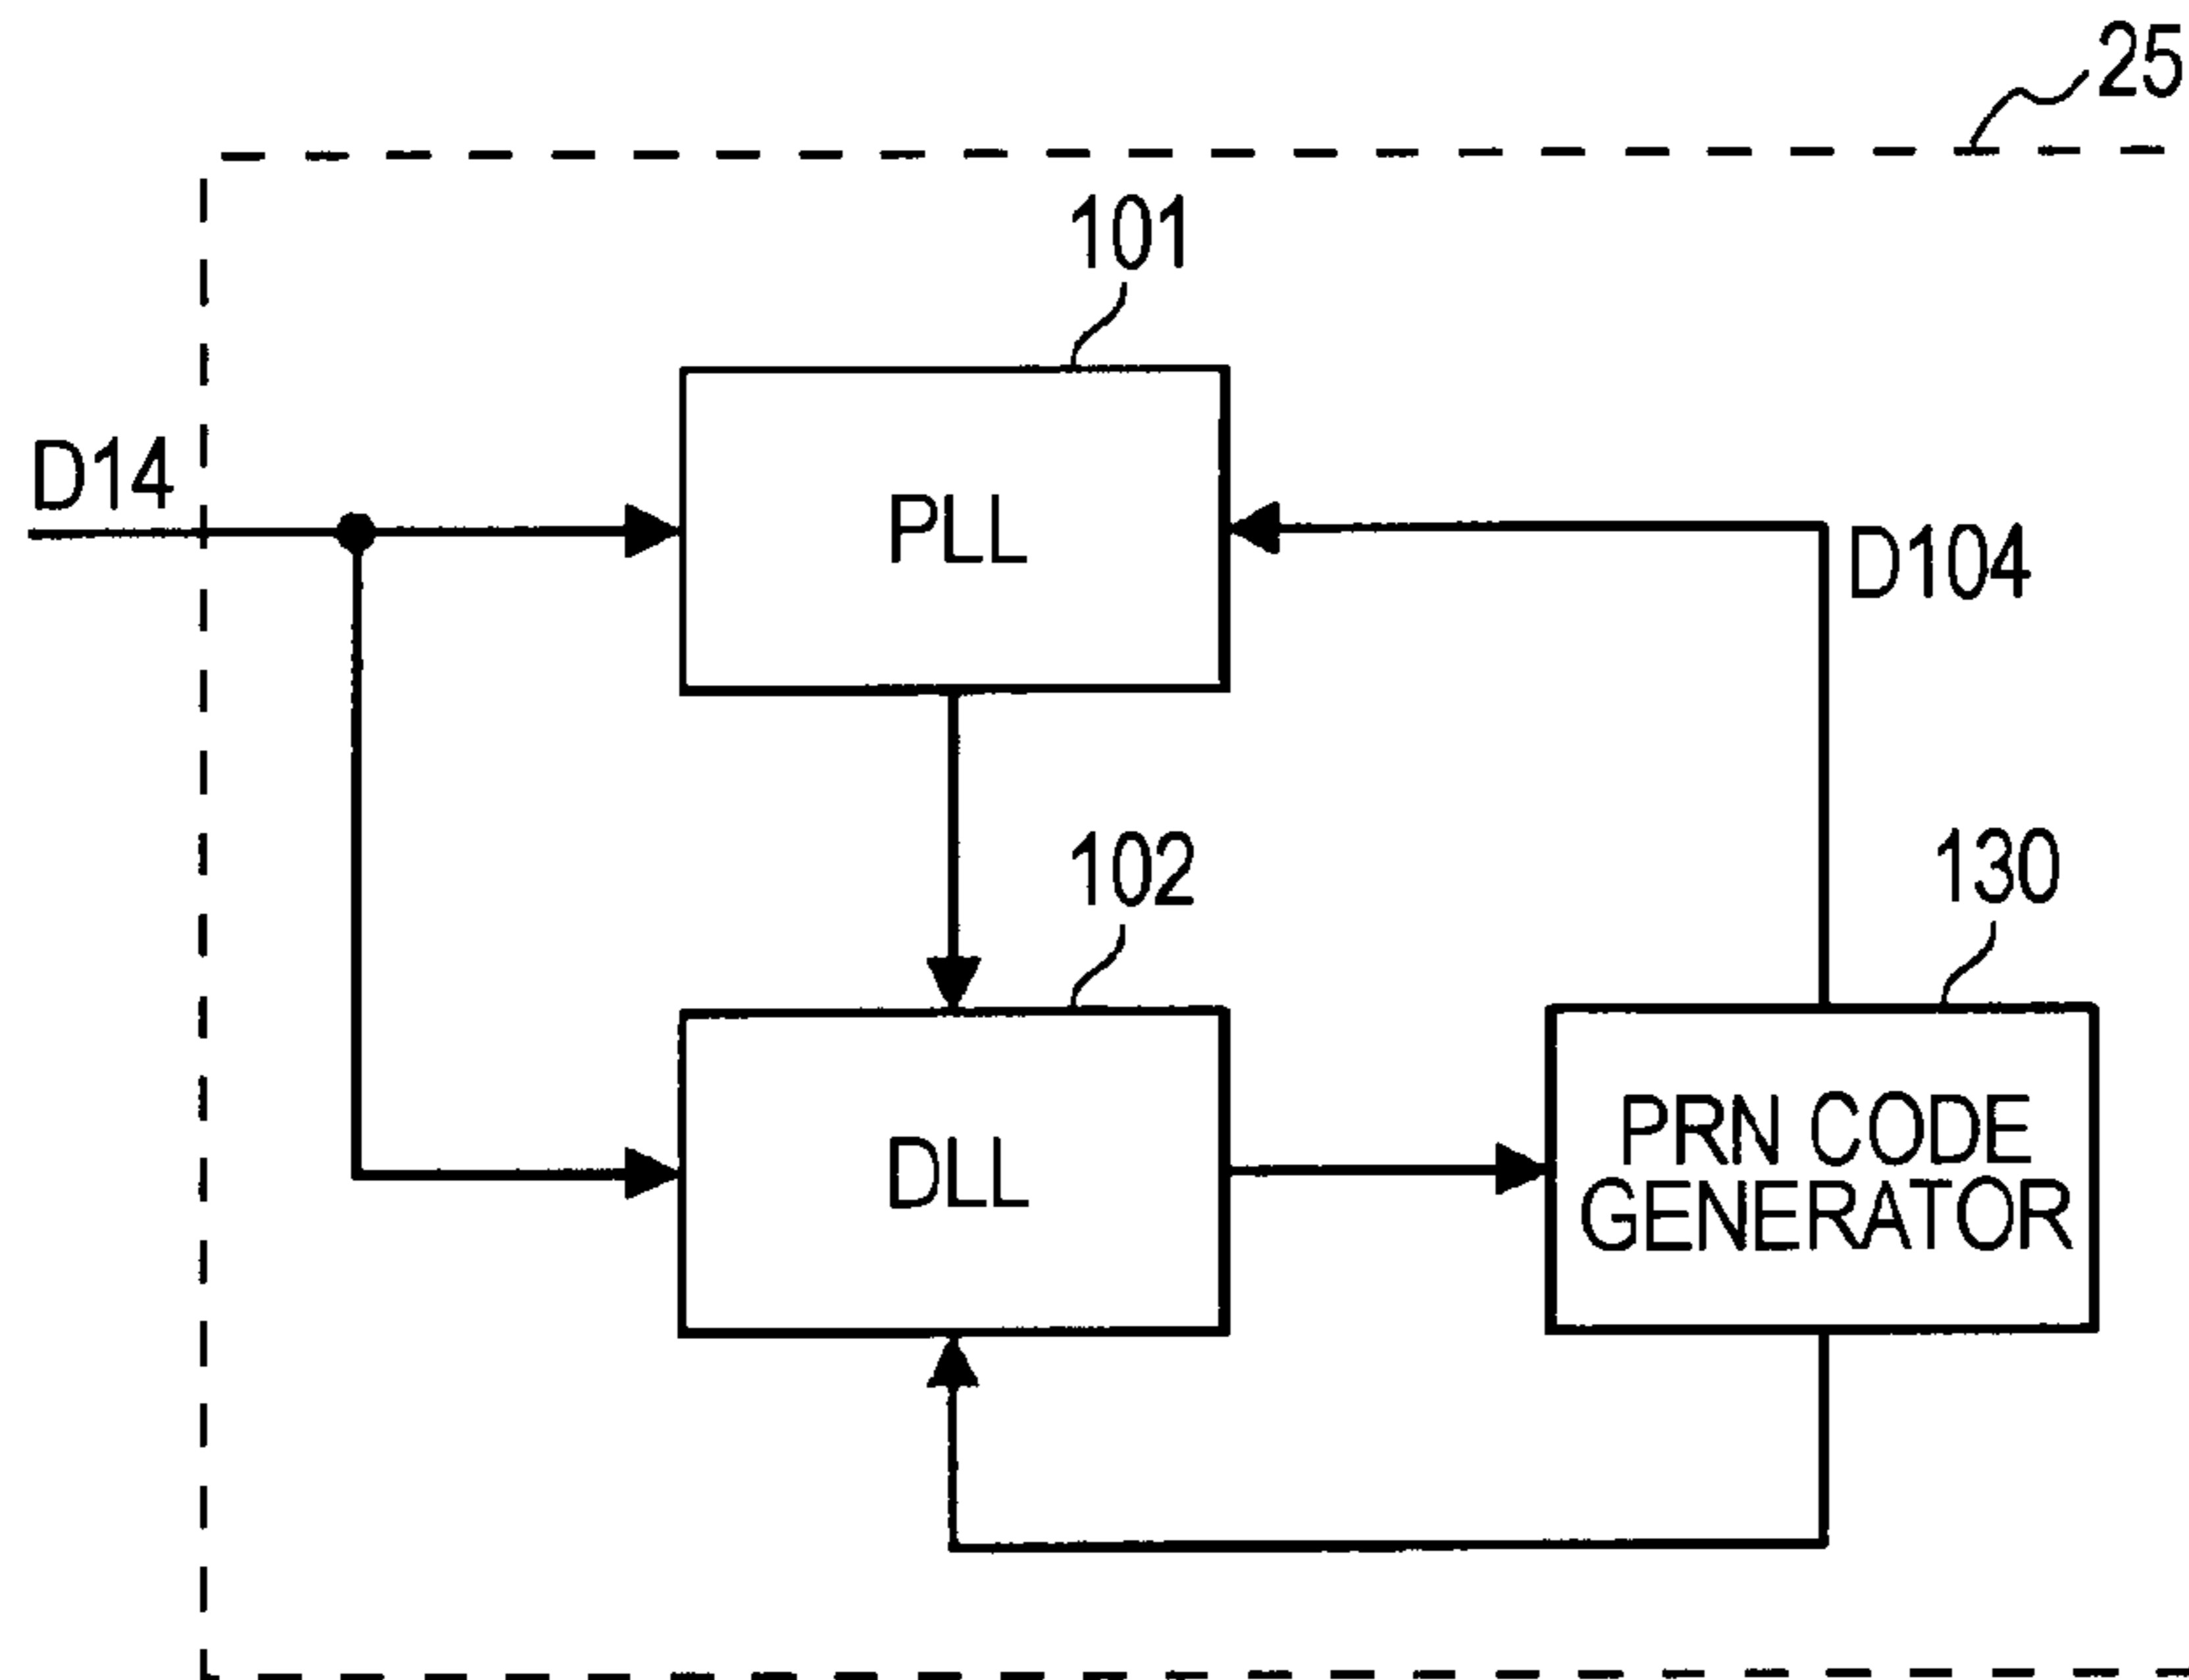 25
101
D14
PLL
D104
102
130
DLL
PRN CODE
GENERATOR